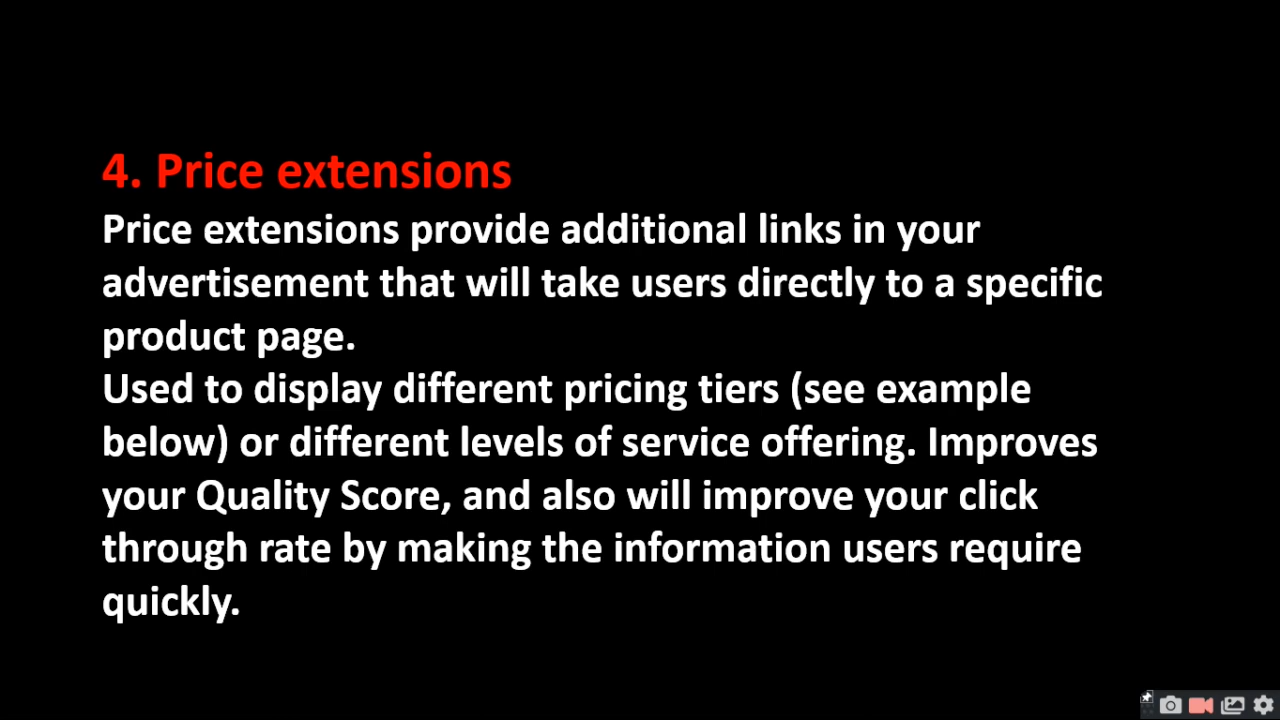 4. Price extensions
Price extensions provide additional links in your
advertisement that will take users directly to a specific
product page.
Used to display different pricing tiers (see example
below) or different levels of service offering. Improves
your Quality Score, and also will improve your click
through rate by making the information users require
quickly.